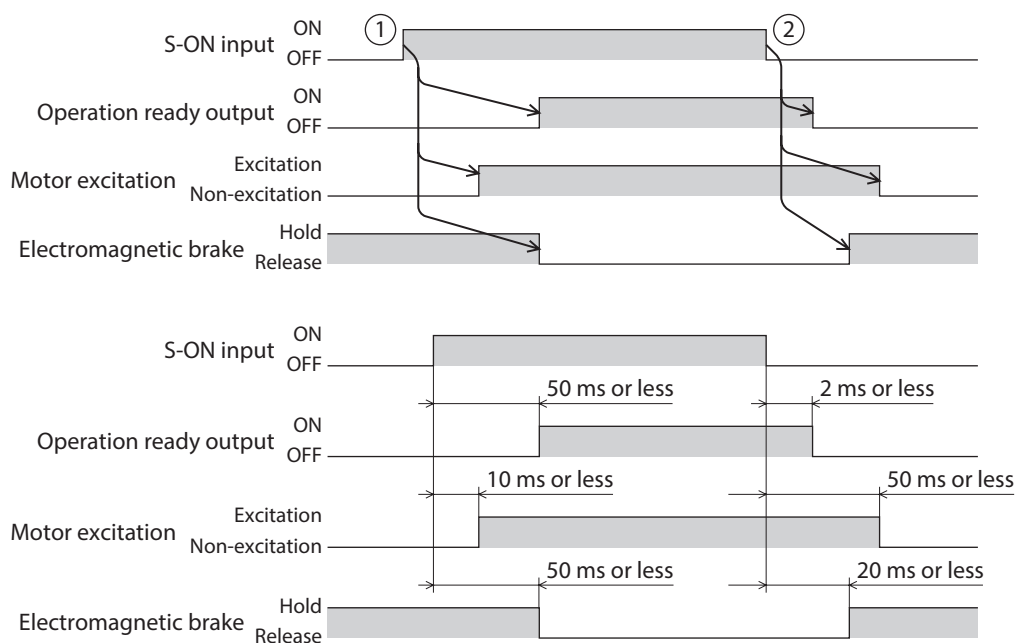 ON
1
2
S-ON input
OFF
ON
Operation ready output
OFF
Excitation
Motor excitation
Non-excitation
Hold
Electromagnetic brake
Release
ON
S-ON input
OFF
50 ms or less
2 ms or less
ON
Operation ready output
OFF
10 ms or less
50 ms or less
Excitation
Motor excitation
Non-excitation
50 ms or less
20 ms or less
Hold
Electromagnetic brake
Release